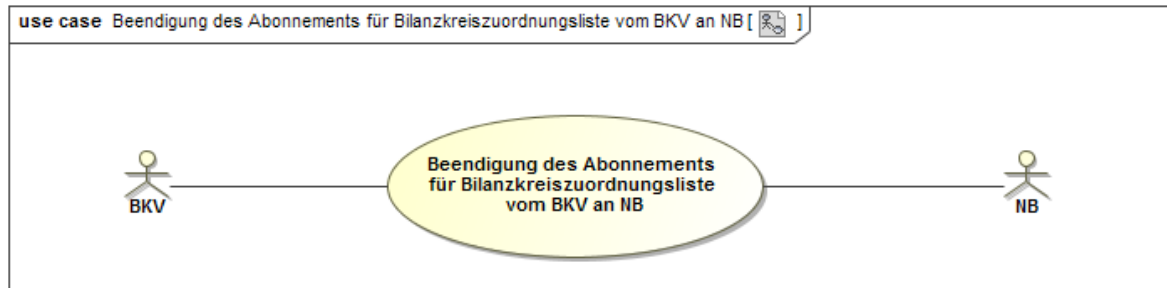 use case Beendigung des Abonnements für Bilanzkreiszuordnungsliste vom BKV an NB [ ]
Beendigung des Abonnements
für Bilanzkreiszuordnungsliste
vom BKV an NB
BKV
NB